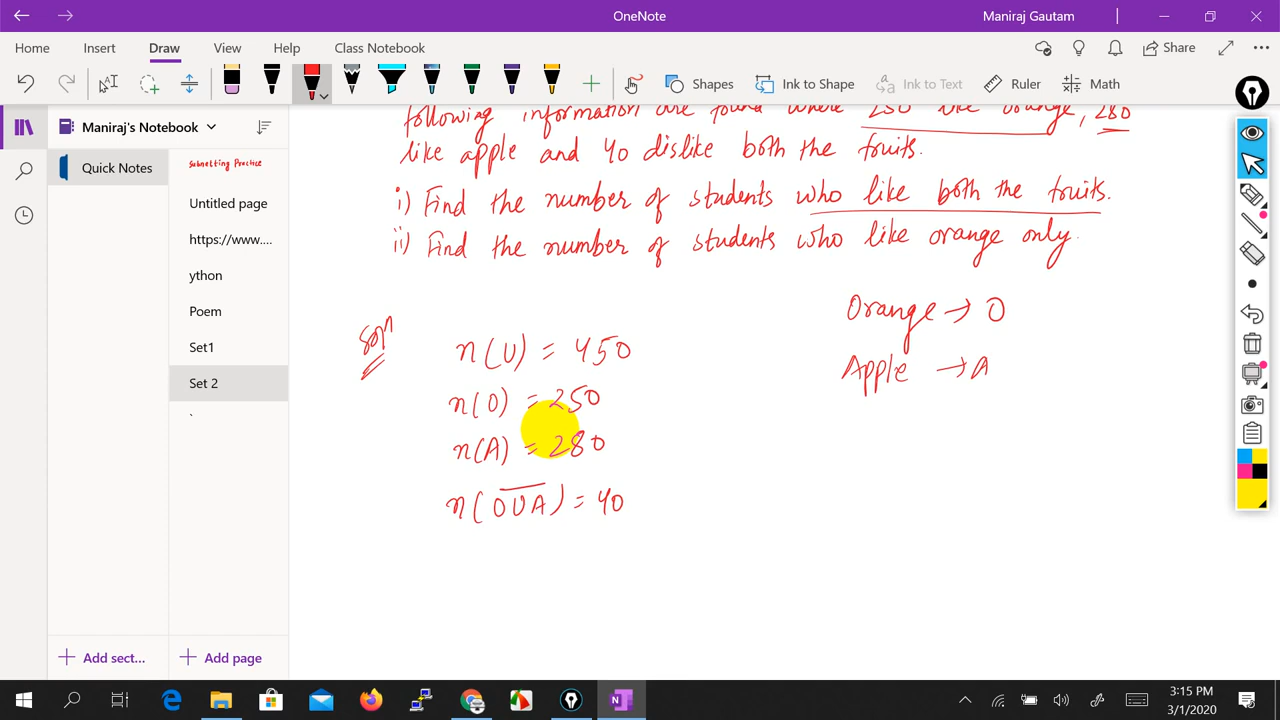 OneNote
Maniraj Gautam
Home Insert Draw View Help Class Notebook Share
Shapes Ink to Shape Ink to Text Ruler Math
Maniraj's Notebook
Quick Notes
Subnetting Practice
Untitled page
https://www....
ython
Poem
Set1
Set 2
`
Add sect...
Add page
following information are found where 250 like orange, 280
like apple and 40 dislike both the fruits.
i) Find the number of students who like both the fruits.
ii) Find the number of students who like orange only.
Solⁿ
n(U) = 450
n(O) = 250
n(A) = 280
n(\overline{O∪A}) = 40
Orange → O
Apple → A
3:15 PM
3/1/2020